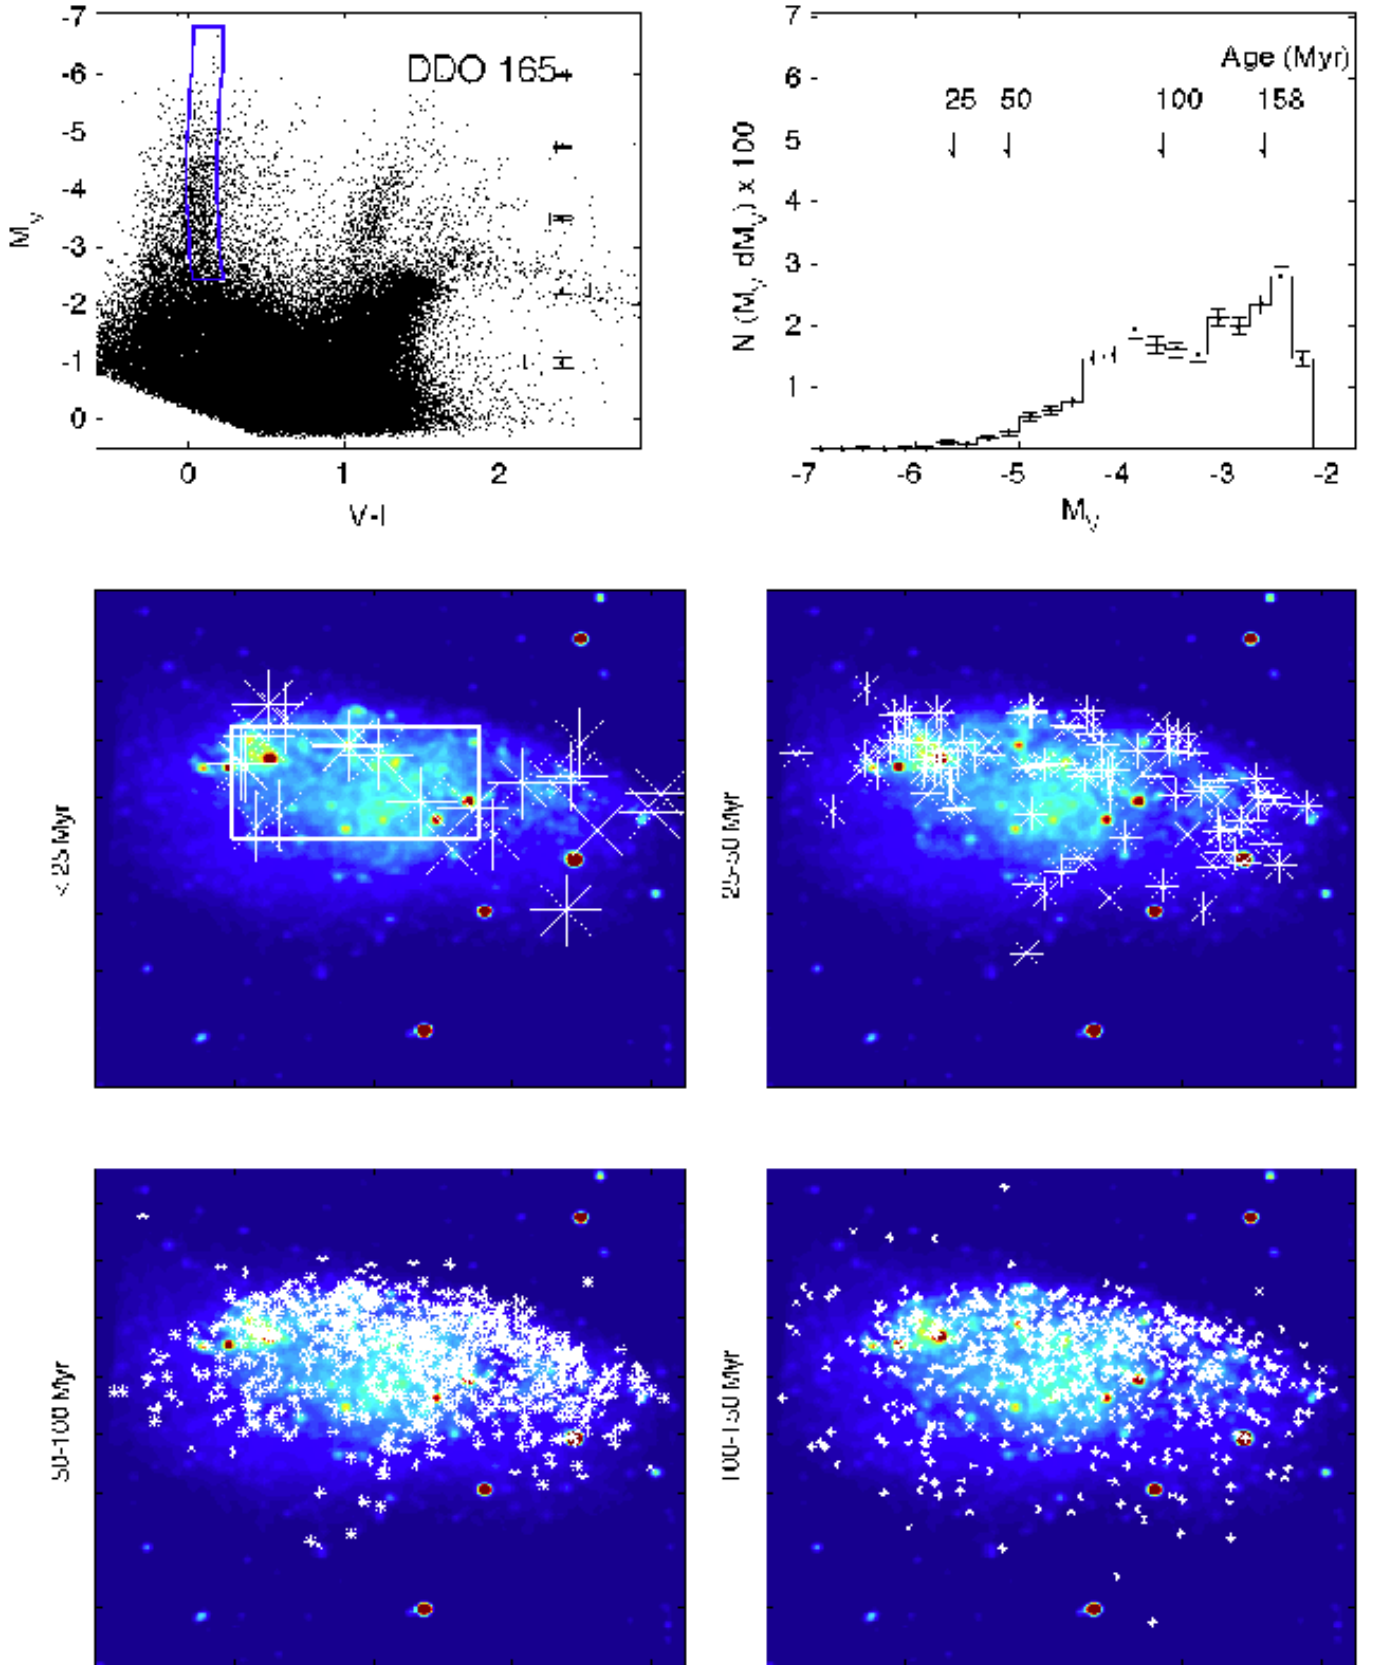 -7
-6
-5
-4
-3
-2
-1
0
M_V
DDO 165
0 1 2
V-I
7
6
5
4
3
2
1
N (M_V dM_V) x 100
Age (Myr)
25 50 100 158
-7 -6 -5 -4 -3 -2
M_V
< 25 Myr
25-50 Myr
50-100 Myr
100-150 Myr